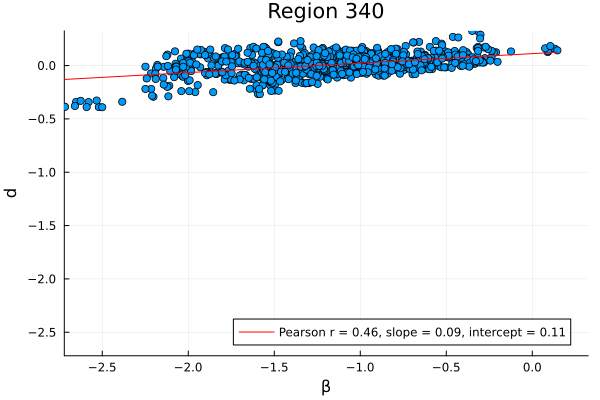 Region 340
0.0
−0.5
−1.0
−1.5
−2.0
−2.5
d
Pearson r = 0.46, slope = 0.09, intercept = 0.11
−2.5 −2.0 −1.5 −1.0 −0.5 0.0
β